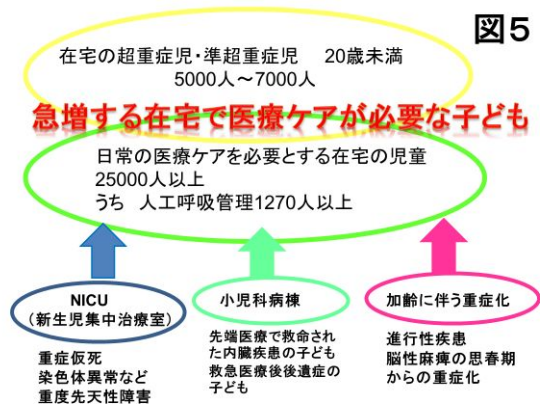 図5
在宅の超重症児・準超重症児 20歳未満
5000人～7000人
急増する在宅で医療ケアが必要な子ども
日常の医療ケアを必要とする在宅の児童
25000人以上
うち 人工呼吸管理1270人以上
NICU
（新生児集中治療室）
重症仮死
染色体異常など
重度先天性障害
小児科病棟
先端医療で救命され
た内臓疾患の子ども
救急医療後後遺症の
子ども
加齢に伴う重症化
進行性疾患
脳性麻痺の思春期
からの重症化